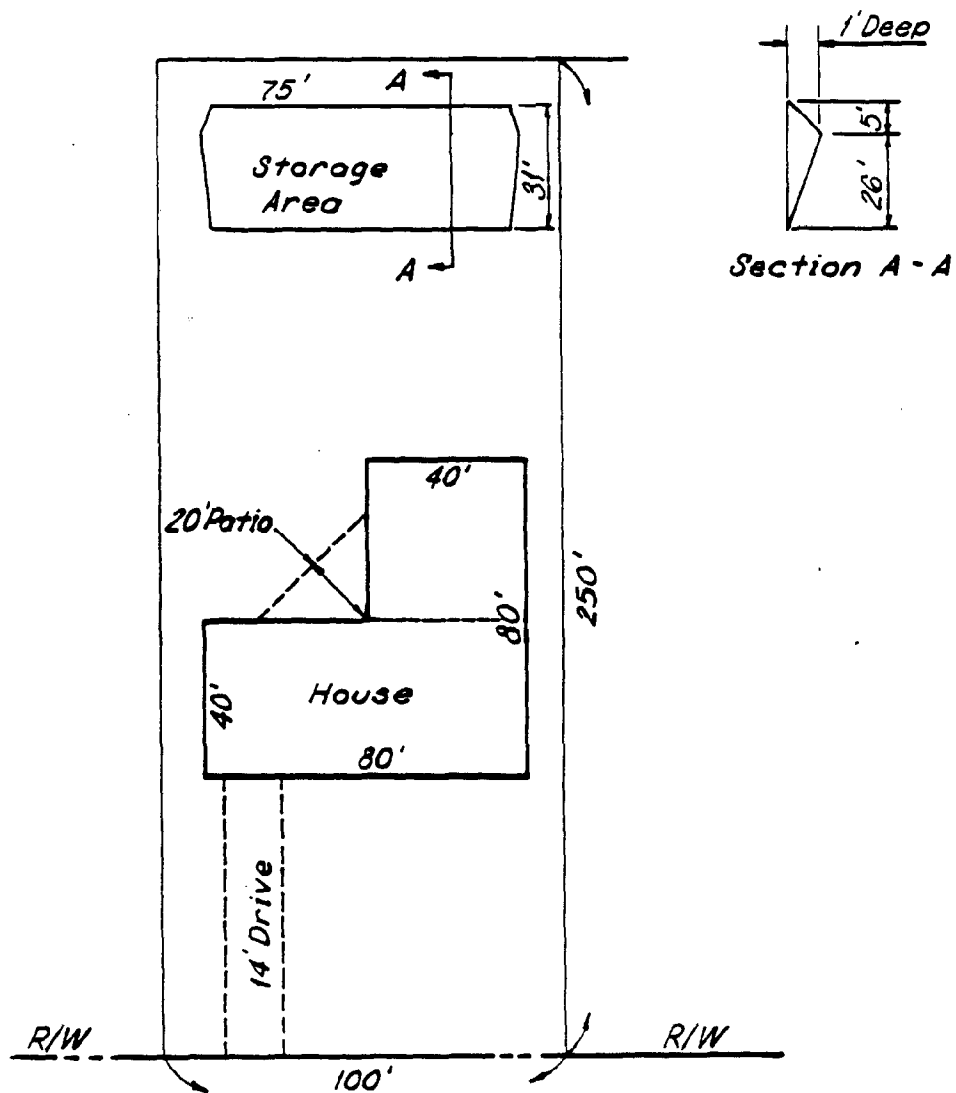 1' Deep
A
75'
5'
Storage
Area
31'
26'
A
Section A - A
40'
20' Patio
250'
80'
40'
House
80'
14' Drive
R/W
R/W
100'